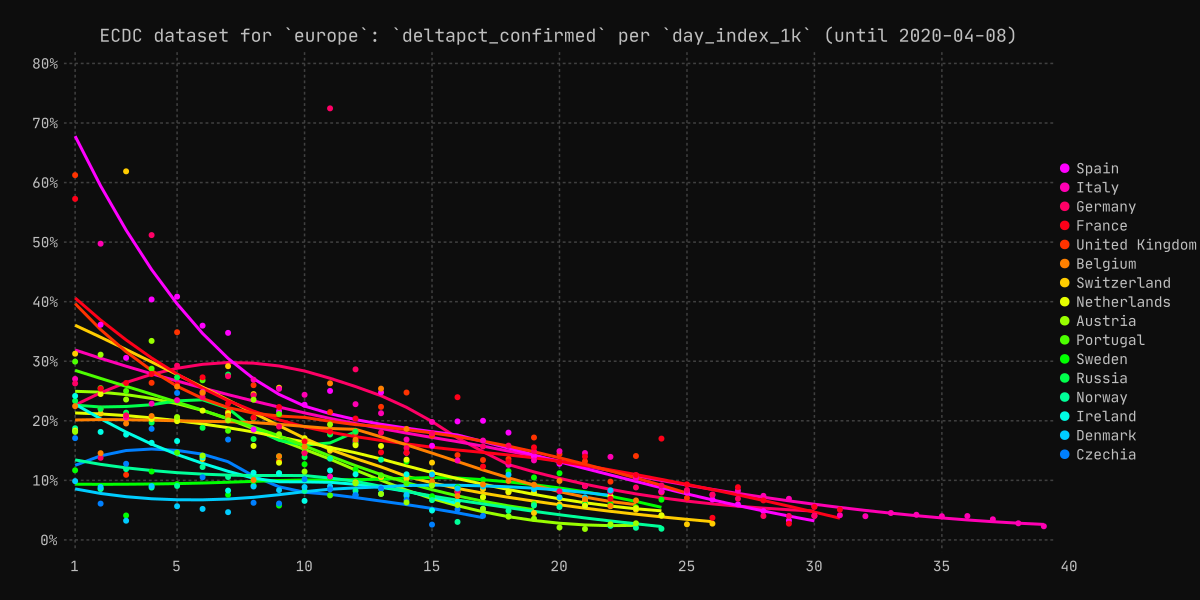 ECDC dataset for `europe`: `deltapct_confirmed` per `day_index_1k` (until 2020-04-08)
80%
70%
60%
50%
40%
30%
20%
10%
0%
1 5 10 15 20 25 30 35 40
Spain
Italy
Germany
France
United Kingdom
Belgium
Switzerland
Netherlands
Austria
Portugal
Sweden
Russia
Norway
Ireland
Denmark
Czechia